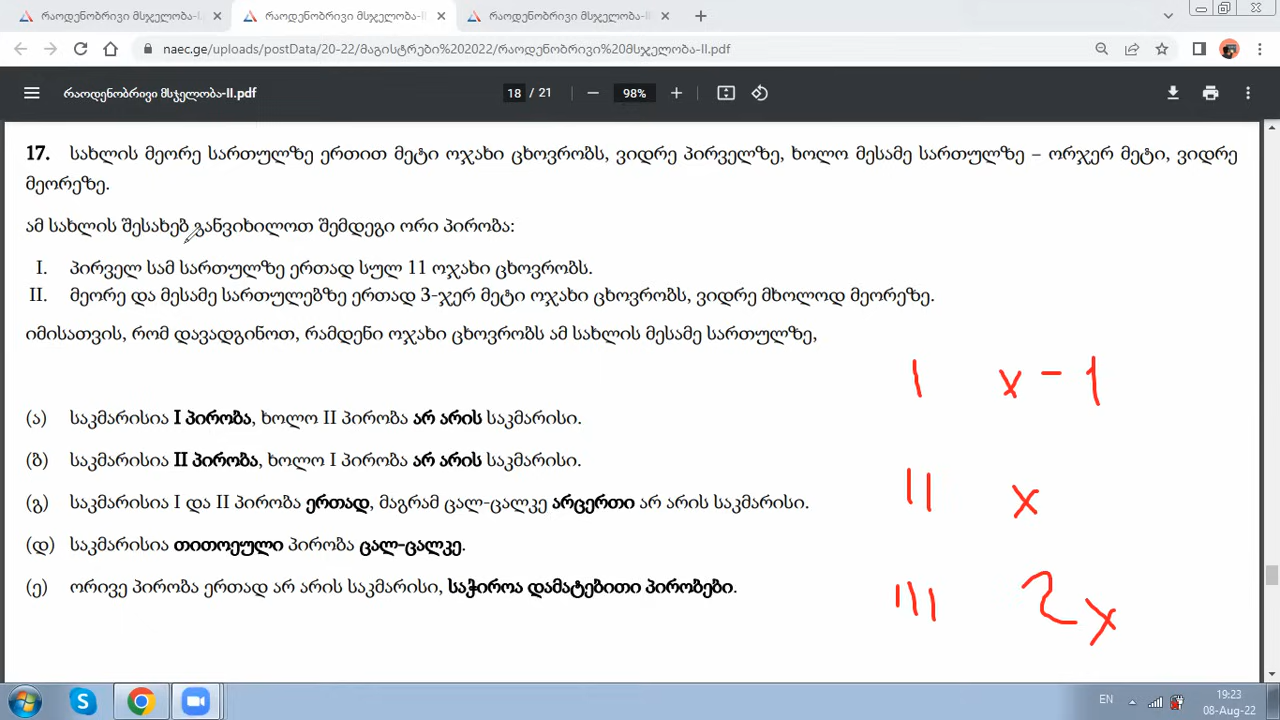 რაოდენობრივი მსჯელობა-I
რაოდენობრივი მსჯელობა-II
რაოდენობრივი მსჯელობა-II
naec.ge/uploads/postData/20-22/მაგისტრები%202022/რაოდენობრივი%20მსჯელობა-II.pdf
რაოდენობრივი მსჯელობა-II.pdf
18 / 21
98%
17. სახლის მეორე სართულზე ერთით მეტი ოჯახი ცხოვრობს, ვიდრე პირველზე, ხოლო მესამე სართულზე – ორჯერ მეტი, ვიდრე
მეორეზე.
ამ სახლის შესახებ განვიხილოთ შემდეგი ორი პირობა:
I. პირველ სამ სართულზე ერთად სულ 11 ოჯახი ცხოვრობს.
II. მეორე და მესამე სართულებზე ერთად 3-ჯერ მეტი ოჯახი ცხოვრობს, ვიდრე მხოლოდ მეორეზე.
იმისათვის, რომ დავადგინოთ, რამდენი ოჯახი ცხოვრობს ამ სახლის მესამე სართულზე,
I x – 1
(ა) საკმარისია I პირობა, ხოლო II პირობა არ არის საკმარისი.
(ბ) საკმარისია II პირობა, ხოლო I პირობა არ არის საკმარისი.
II x
(გ) საკმარისია I და II პირობა ერთად, მაგრამ ცალ-ცალკე არცერთი არ არის საკმარისი.
(დ) საკმარისია თითოეული პირობა ცალ-ცალკე.
(ე) ორივე პირობა ერთად არ არის საკმარისი, საჭიროა დამატებითი პირობები.
III 2x
EN
19:23
08-Aug-22